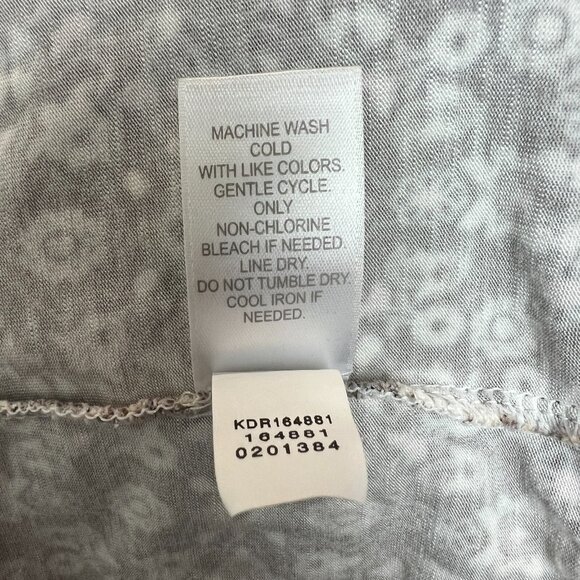 MACHINE WASH
COLD
WITH LIKE COLORS.
GENTLE CYCLE.
ONLY
NON-CHLORINE
BLEACH IF NEEDED
LINE DRY.
DO NOT TUMBLE DRY.
COOL IRON IF
NEEDED.
KDR164881
164881
0201384